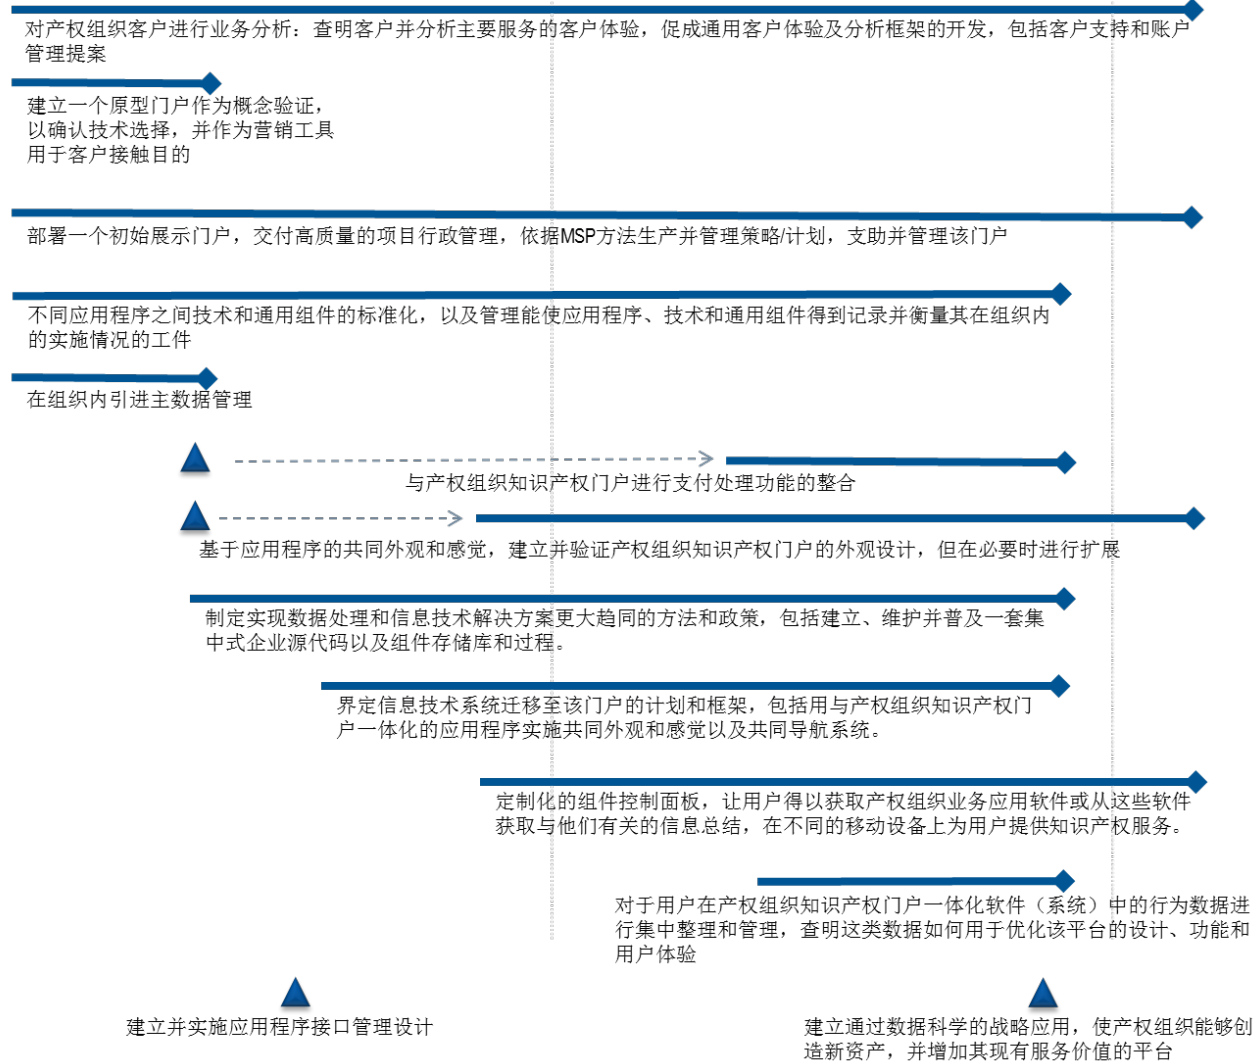 对产权组织客户进行业务分析：查明客户并分析主要服务的客户体验，促成通用客户体验及分析框架的开发，包括客户支持和账户
管理提案
建立一个原型门户作为概念验证，
以确认技术选择，并作为营销工具
用于客户接触目的
部署一个初始展示门户，交付高质量的项目行政管理，依据MSP方法生产并管理策略/计划，支助并管理该门户
不同应用程序之间技术和通用组件的标准化，以及管理能使应用程序、技术和通用组件得到记录并衡量其在组织内
的实施情况的工件
在组织内引进主数据管理
与产权组织知识产权门户进行支付处理功能的整合
基于应用程序的共同外观和感觉，建立并验证产权组织知识产权门户的外观设计，但在必要时进行扩展
制定实现数据处理和信息技术解决方案更大趋同的方法和政策，包括建立、维护并普及一套集
中式企业源代码以及组件存储库和过程。
界定信息技术系统迁移至该门户的计划和框架，包括用与产权组织知识产权门
户一体化的应用程序实施共同外观和感觉以及共同导航系统。
定制化的组件控制面板，让用户得以获取产权组织业务应用软件或从这些软件
获取与他们有关的信息总结，在不同的移动设备上为用户提供知识产权服务。
对于用户在产权组织知识产权门户一体化软件（系统）中的行为数据进
行集中整理和管理，查明这类数据如何用于优化该平台的设计、功能和
用户体验
建立并实施应用程序接口管理设计
建立通过数据科学的战略应用，使产权组织能够创
造新资产，并增加其现有服务价值的平台